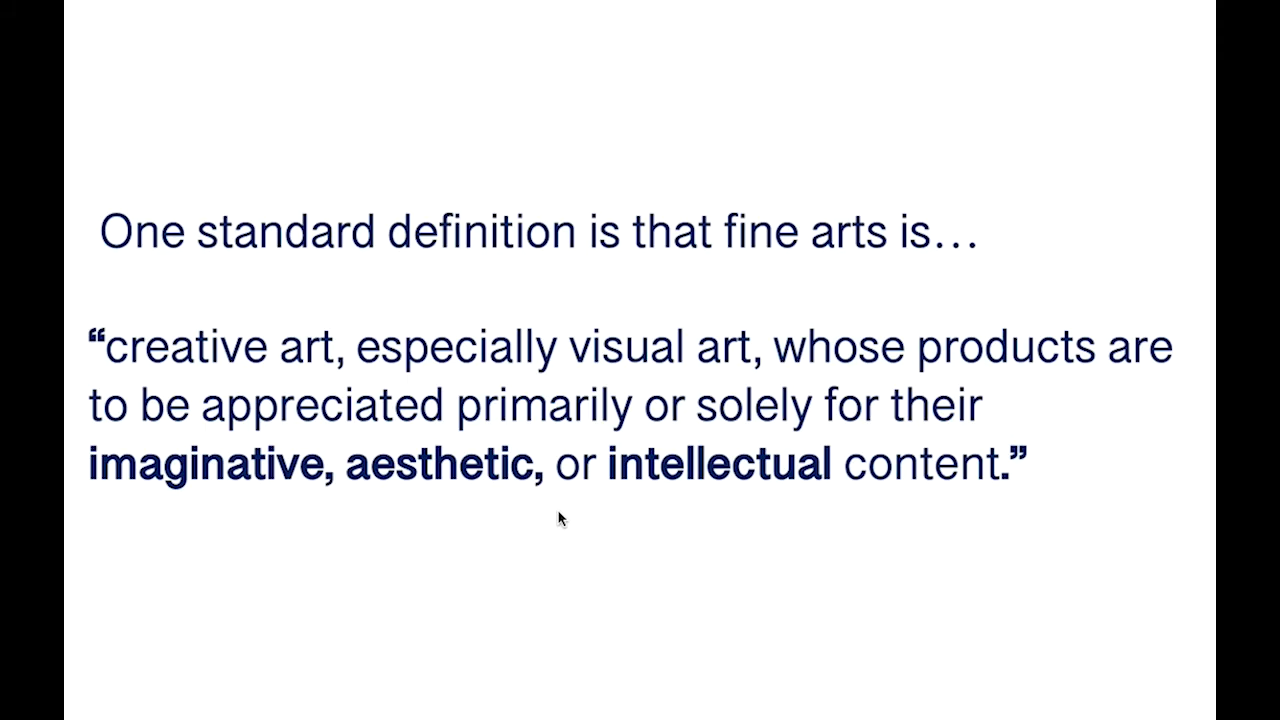 One standard definition is that fine arts is…
“creative art, especially visual art, whose products are
to be appreciated primarily or solely for their
imaginative, aesthetic, or intellectual content.”